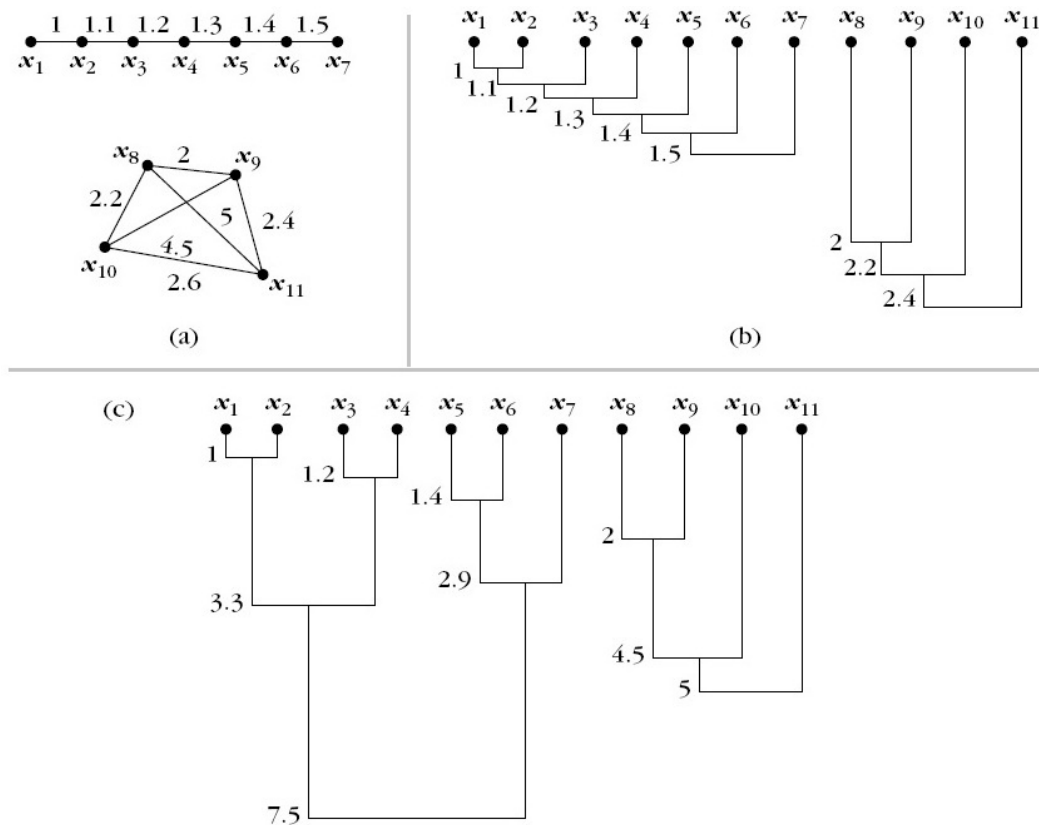 1 1.1 1.2 1.3 1.4 1.5
x₁ x₂ x₃ x₄ x₅ x₆ x₇
x₈ 2 x₉
2.2 5 2.4
4.5
x₁₀ 2.6 x₁₁
(a)
x₁ x₂ x₃ x₄ x₅ x₆ x₇ x₈ x₉ x₁₀ x₁₁
1
1.1
1.2
1.3
1.4
1.5
2
2.2
2.4
(b)
(c) x₁ x₂ x₃ x₄ x₅ x₆ x₇ x₈ x₉ x₁₀ x₁₁
1
1.2
1.4
2
2.9
3.3
4.5
5
7.5